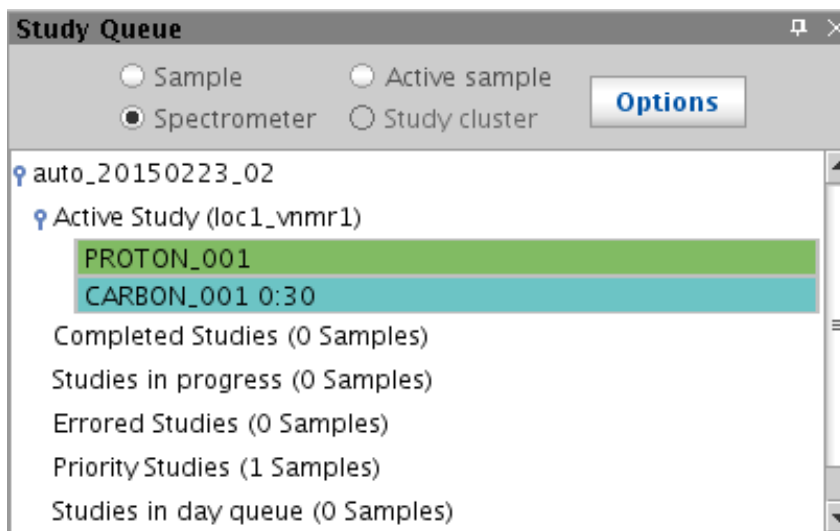 Study Queue
Sample Active sample
Spectrometer Study cluster
Options
auto_20150223_02
Active Study (loc1_vnmr1)
PROTON_001
CARBON_001 0:30
Completed Studies (0 Samples)
Studies in progress (0 Samples)
Errored Studies (0 Samples)
Priority Studies (1 Samples)
Studies in day queue (0 Samples)